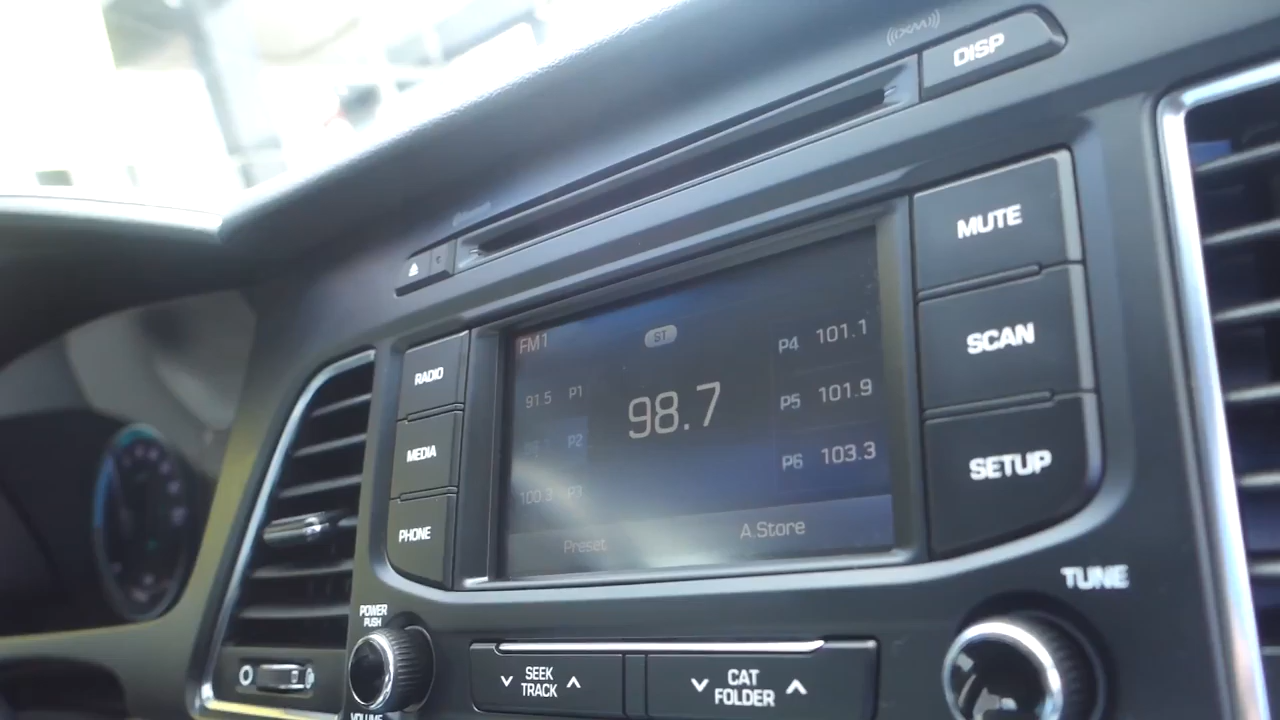 ((XM))
DISP
MUTE
SCAN
SETUP
RADIO
MEDIA
PHONE
FM1
ST
91.5 P1
P2
100.3 P3
98.7
P4 101.1
P5 101.9
P6 103.3
Preset
A.Store
POWER
PUSH
VOLUME
SEEK
TRACK
CAT
FOLDER
TUNE